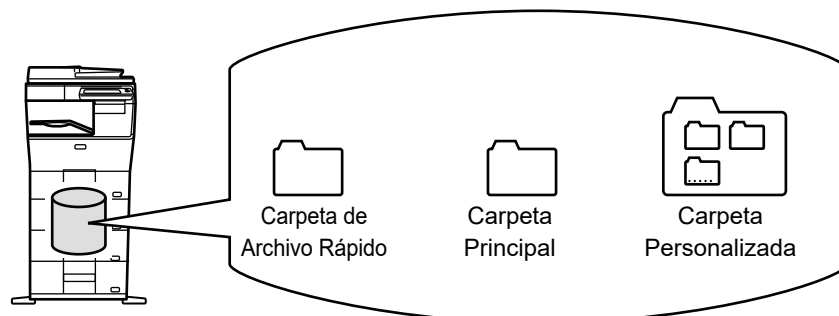 Carpeta de
Archivo Rápido
Carpeta
Principal
Carpeta
Personalizada